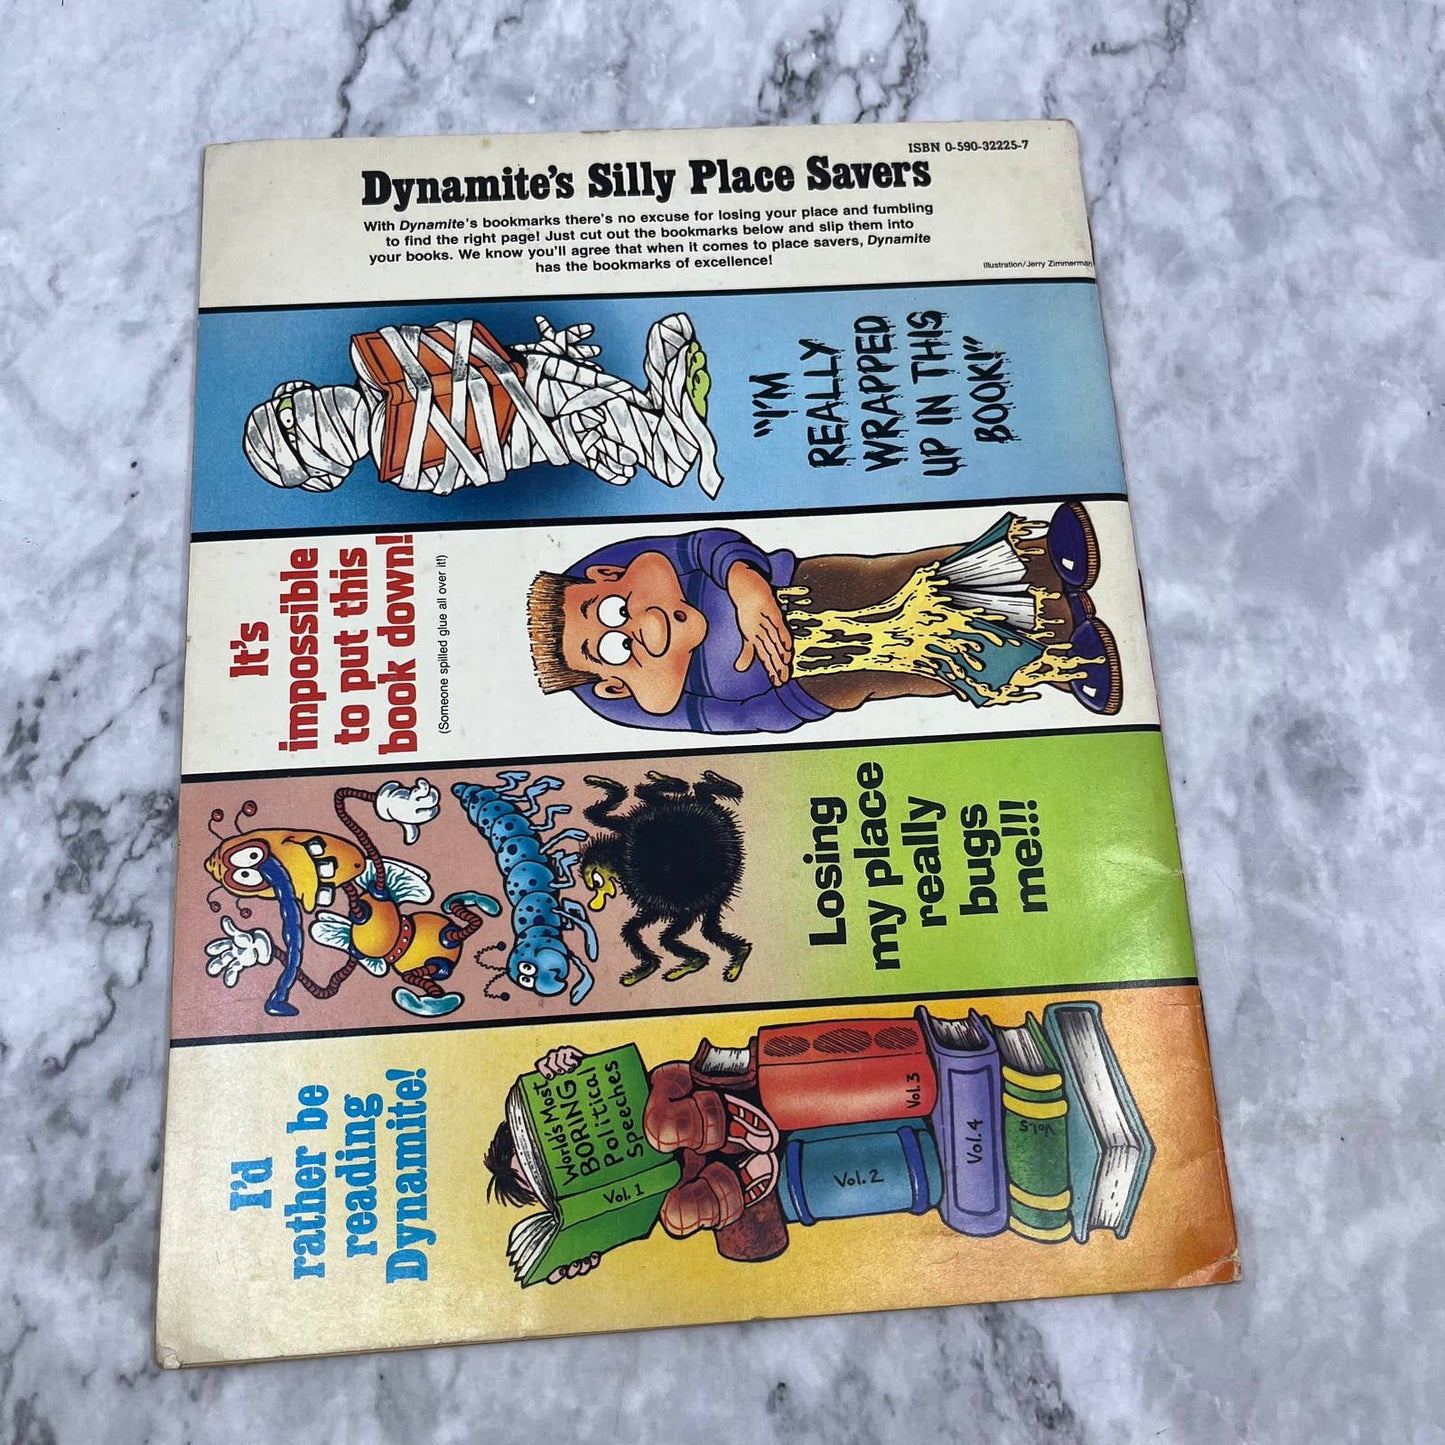 ISBN 0-590-32225-7
Dynamite's Silly Place Savers
With Dynamite's bookmarks there's no excuse for losing your place and fumbling
to find the right page! Just cut out the bookmarks below and slip them into
your books. We know you'll agree that when it comes to place savers, Dynamite
has the bookmarks of excellence!
Illustration/Jerry Zimmerman
"I'M
REALLY
WRAPPED
UP IN THIS
BOOK!"
It's
impossible
to put this
book down!
(Someone spilled glue all over it!)
Losing
my place
really
bugs
me!!!
I'd
rather be
reading
Dynamite!
World's Most
BORING
Political
Speeches
Vol. 1
Vol. 2
Vol. 3
Vol. 4
Vol. 5